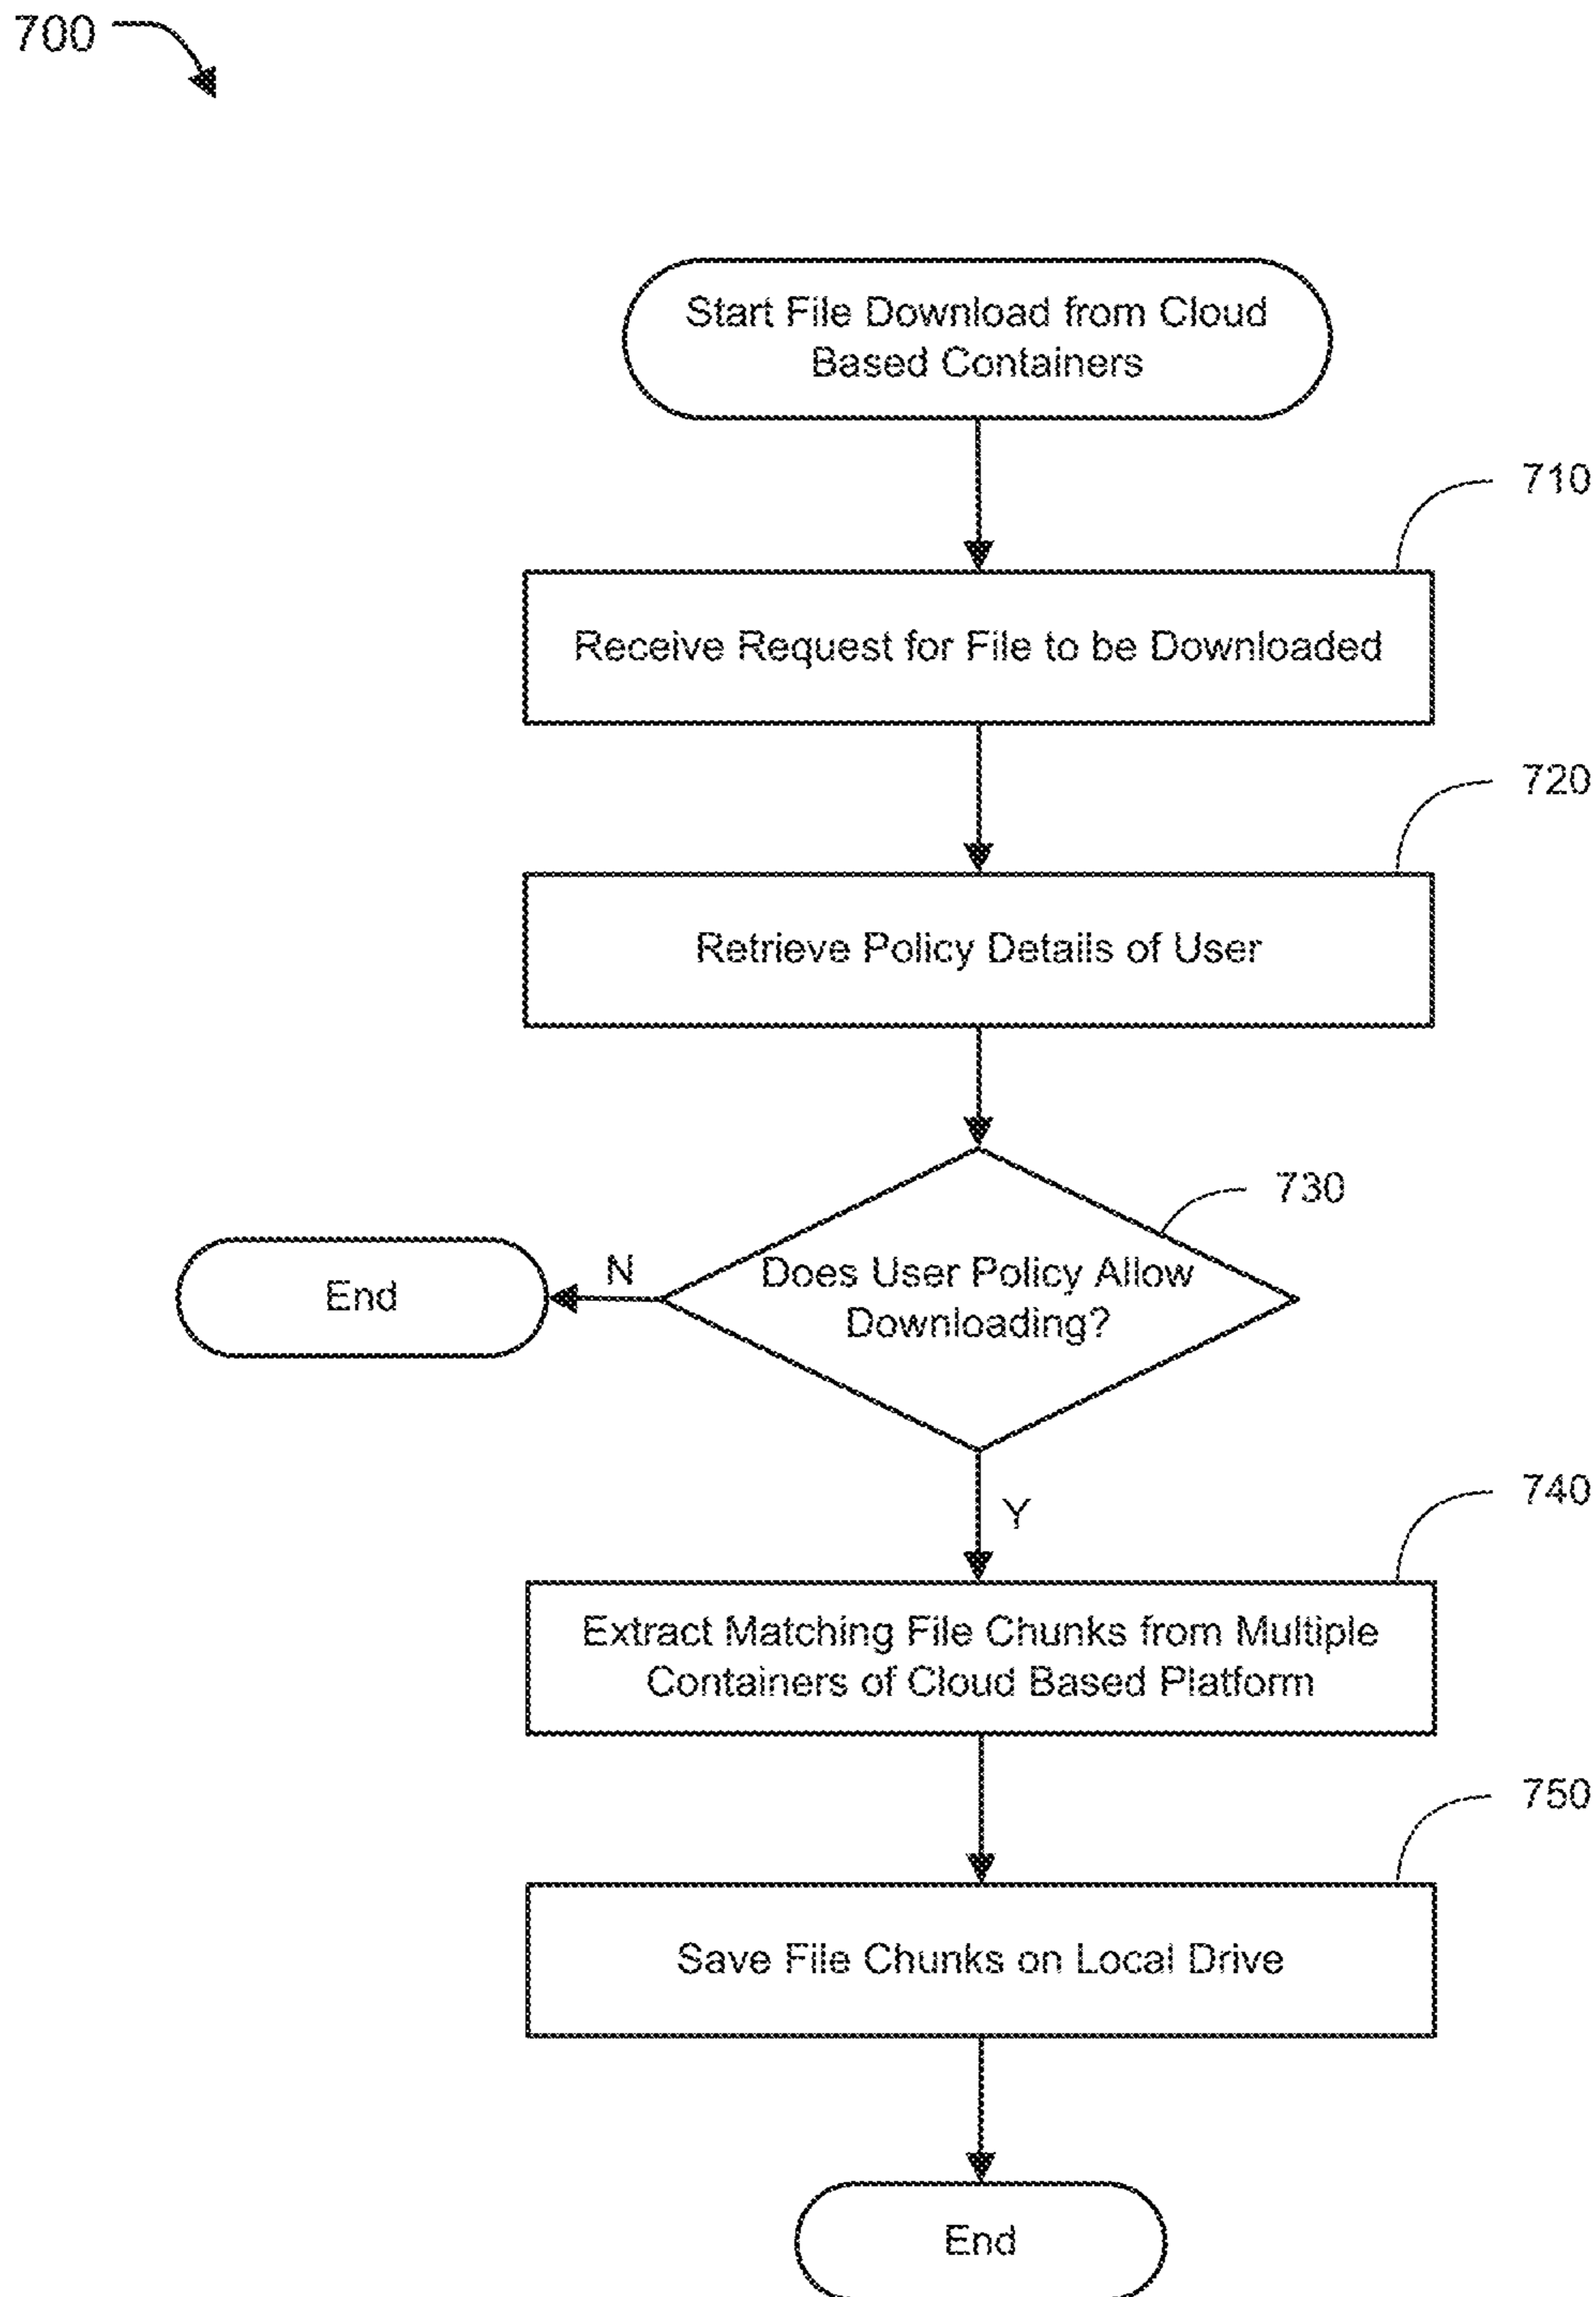 700
Start File Download from Cloud
Based Containers
710
Receive Request for File to be Downloaded
720
Retrieve Policy Details of User
730
Does User Policy Allow
Downloading?
N
End
Y
740
Extract Matching File Chunks from Multiple
Containers of Cloud Based Platform
750
Save File Chunks on Local Drive
End